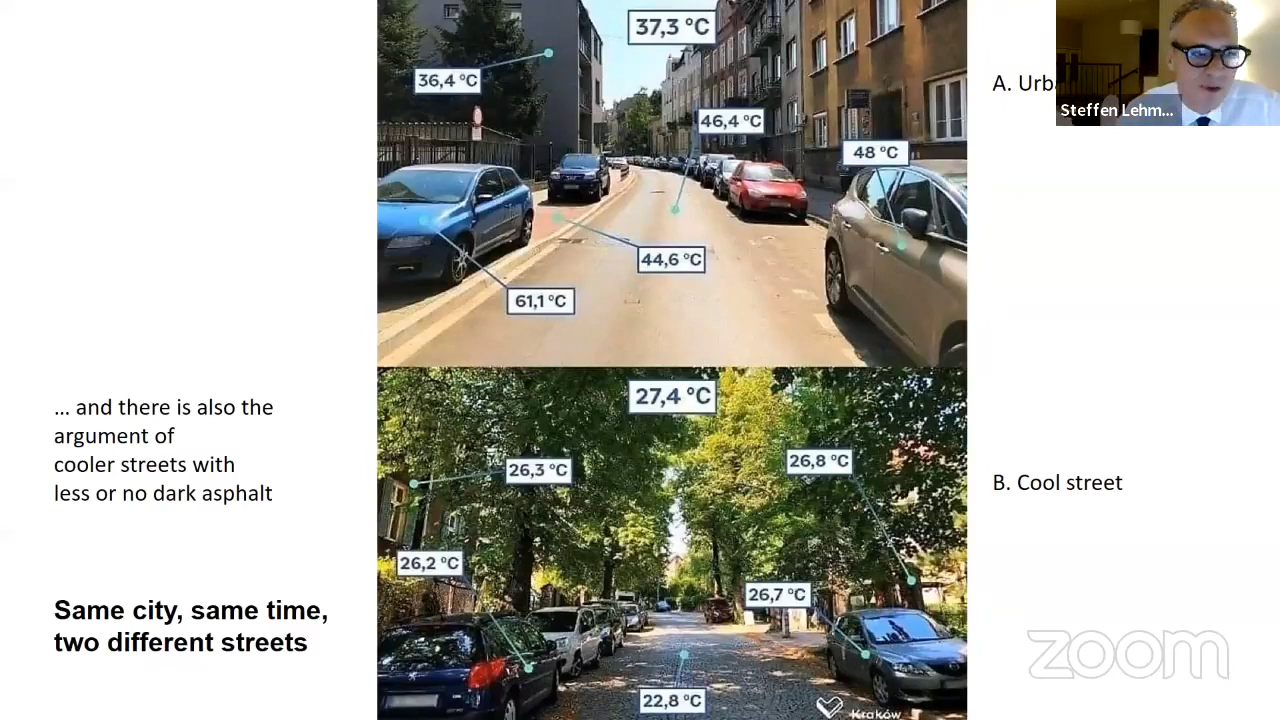 37,3 °C
36,4 °C
46,4 °C
48 °C
44,6 °C
61,1 °C
A. Urba
Steffen Lehm...
... and there is also the
argument of
cooler streets with
less or no dark asphalt
Same city, same time,
two different streets
27,4 °C
26,3 °C
26,8 °C
26,2 °C
26,7 °C
22,8 °C
B. Cool street
Kraków
zoom